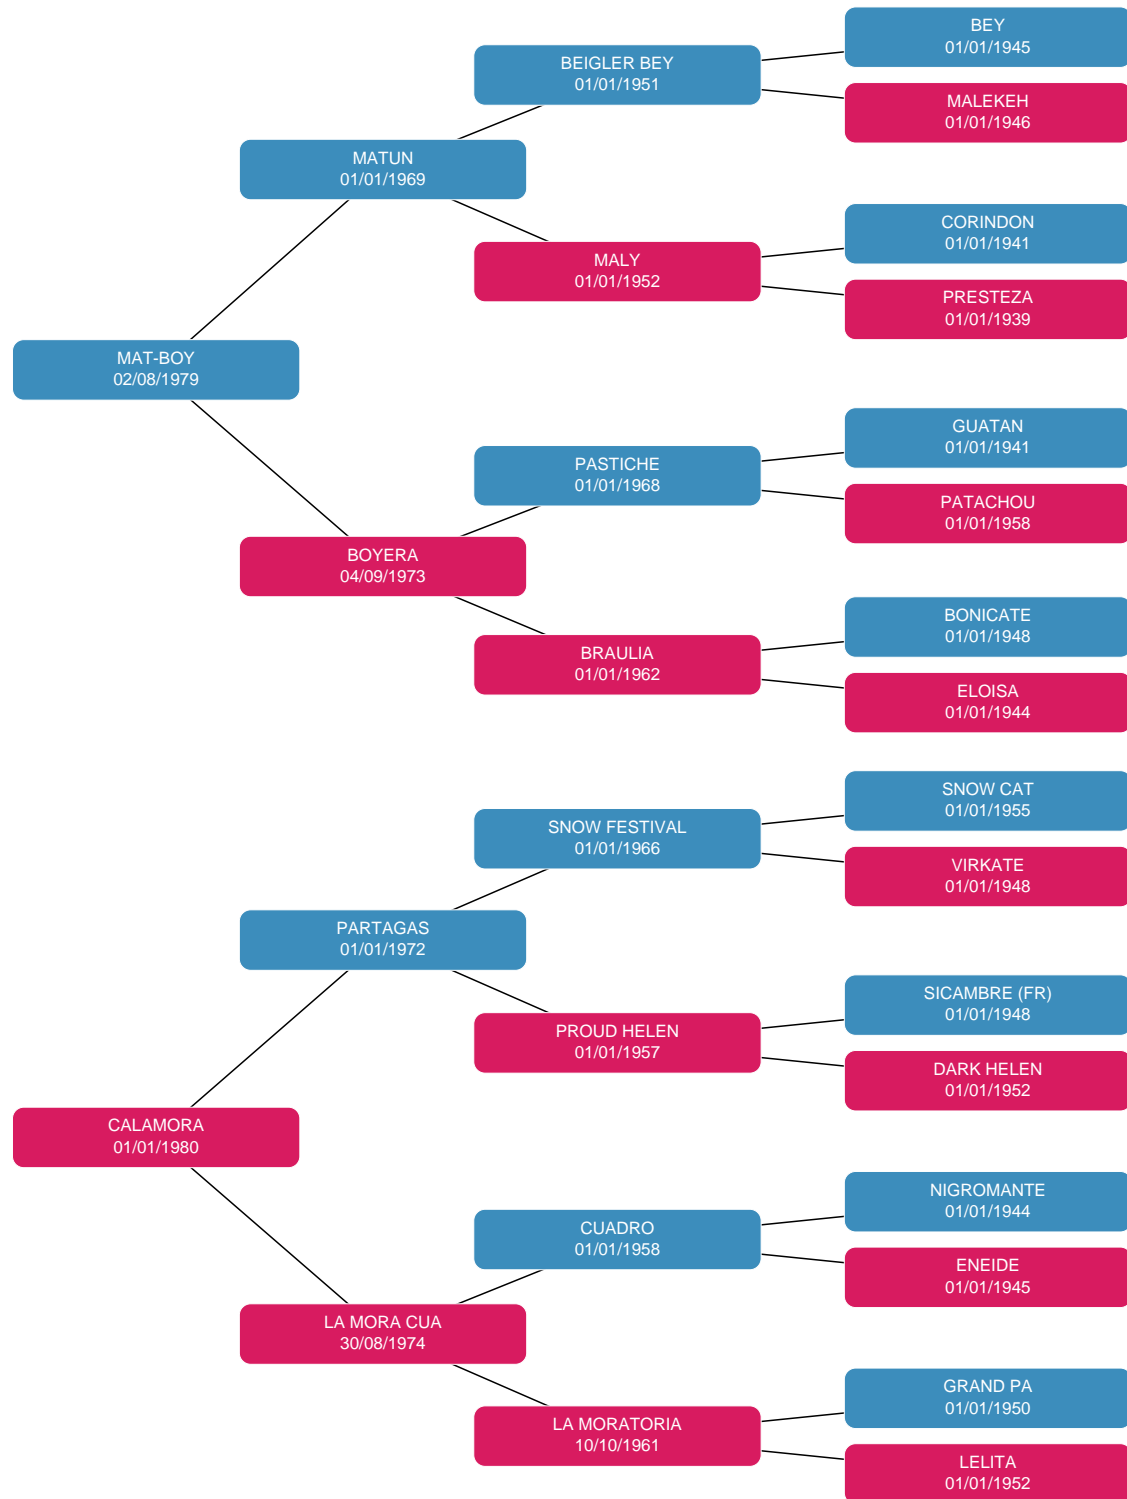 BEY
01/01/1945
BEIGLER BEY
01/01/1951
MALEKEH
01/01/1946
MATUN
01/01/1969
CORINDON
01/01/1941
MALY
01/01/1952
PRESTEZA
01/01/1939
MAT-BOY
02/08/1979
GUATAN
01/01/1941
PASTICHE
01/01/1968
PATACHOU
01/01/1958
BOYERA
04/09/1973
BONICATE
01/01/1948
BRAULIA
01/01/1962
ELOISA
01/01/1944
SNOW CAT
01/01/1955
SNOW FESTIVAL
01/01/1966
VIRKATE
01/01/1948
PARTAGAS
01/01/1972
SICAMBRE (FR)
01/01/1948
PROUD HELEN
01/01/1957
DARK HELEN
01/01/1952
CALAMORA
01/01/1980
NIGROMANTE
01/01/1944
CUADRO
01/01/1958
ENEIDE
01/01/1945
LA MORA CUA
30/08/1974
GRAND PA
01/01/1950
LA MORATORIA
10/10/1961
LELITA
01/01/1952